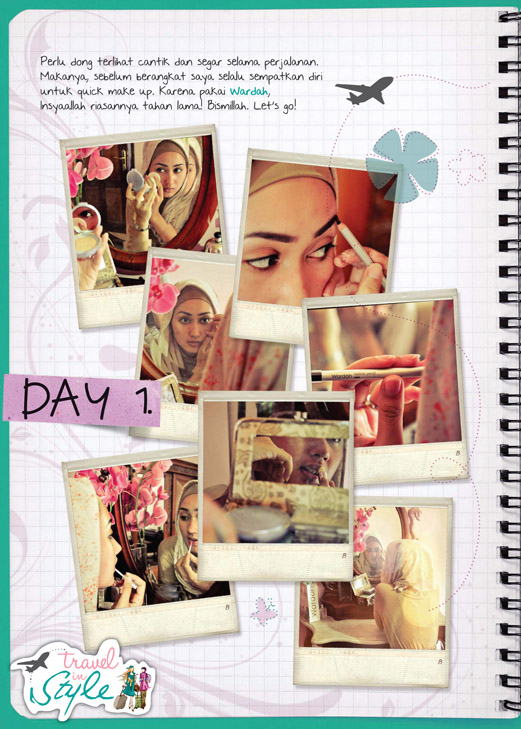 Perlu dong terlihat cantik dan segar selama perjalanan.
Makanya, sebelum berangkat saya selalu sempatkan diri
untuk quick make up. Karena pakai Wardah,
Insyaallah riasannya tahan lama! Bismillah. Let's go!
Wardah
DAY 1.
travel
in
Style